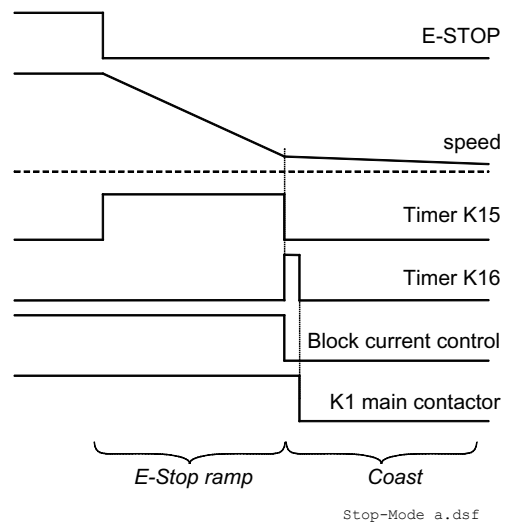 E-STOP
speed
Timer K15
Timer K16
Block current control
K1 main contactor
E-Stop ramp
Coast
Stop-Mode a.dsf